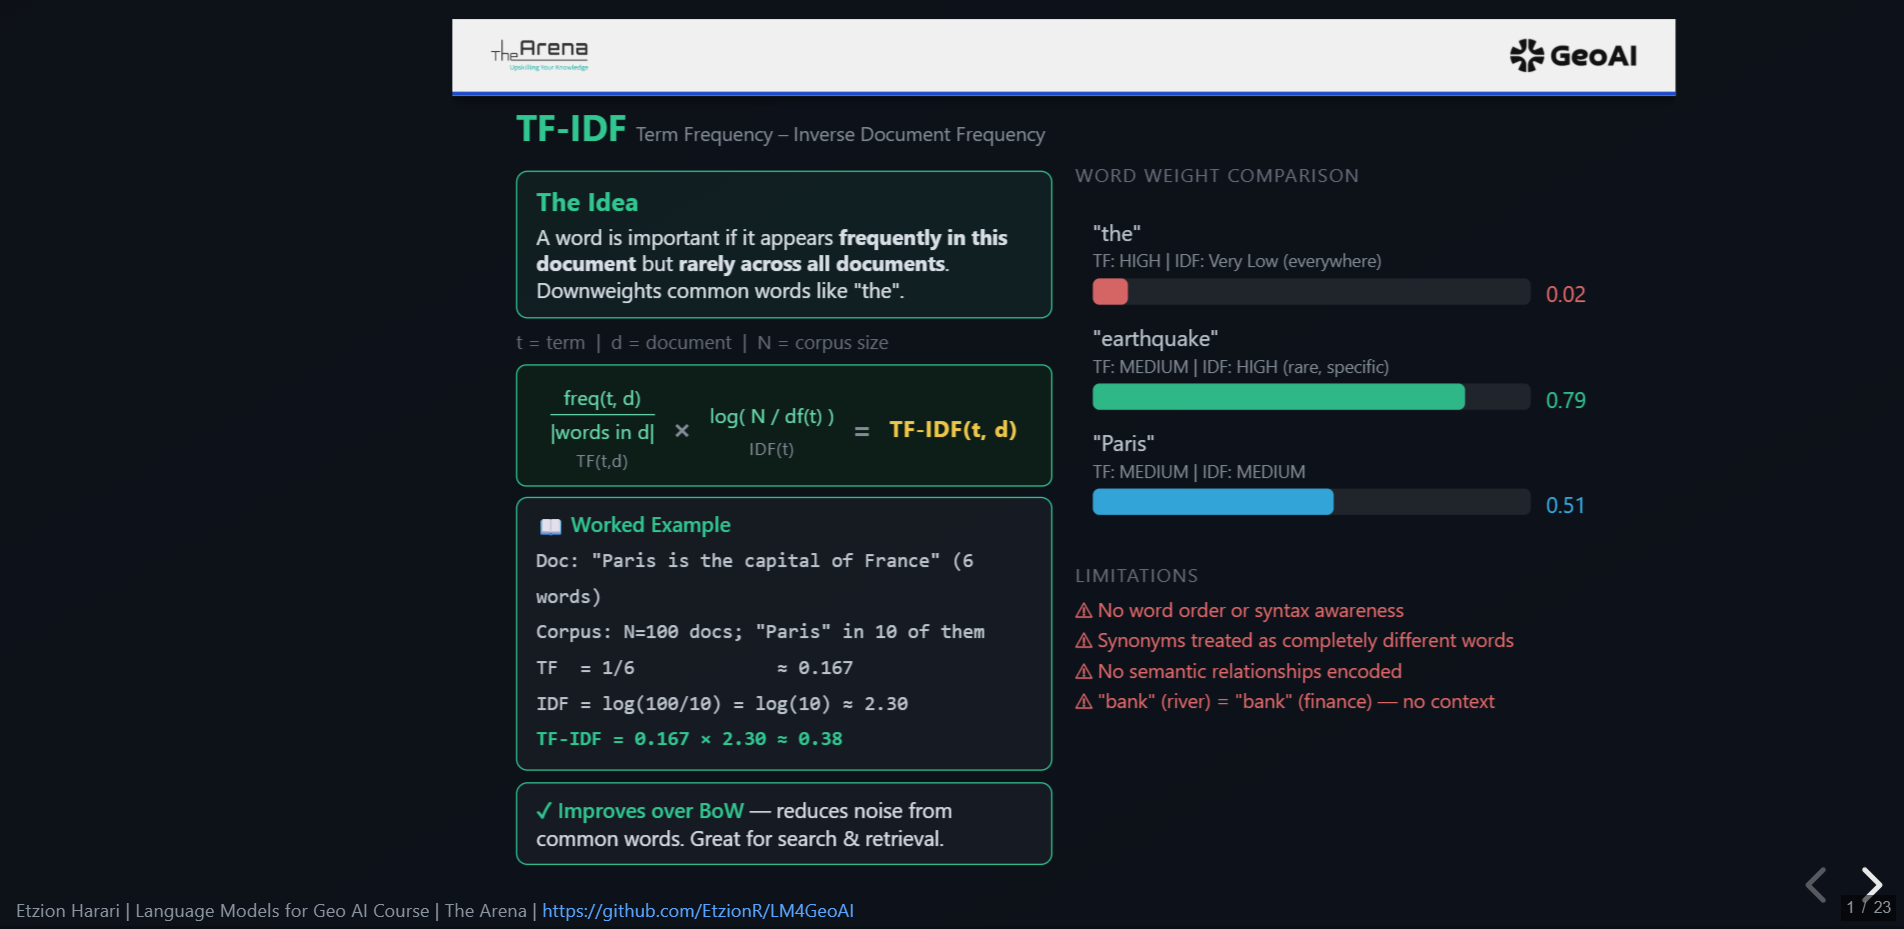 The Arena
Upskilling Your Knowledge
GeoAI
TF-IDF Term Frequency – Inverse Document Frequency
The Idea
A word is important if it appears frequently in this
document but rarely across all documents.
Downweights common words like "the".
t = term | d = document | N = corpus size
freq(t, d)
|words in d|
TF(t,d)
×
log( N / df(t) )
IDF(t)
=
TF-IDF(t, d)
📖 Worked Example
Doc: "Paris is the capital of France" (6
words)
Corpus: N=100 docs; "Paris" in 10 of them
TF = 1/6 ≈ 0.167
IDF = log(100/10) = log(10) ≈ 2.30
TF-IDF = 0.167 × 2.30 ≈ 0.38
✓ Improves over BoW — reduces noise from
common words. Great for search & retrieval.
WORD WEIGHT COMPARISON
"the"
TF: HIGH | IDF: Very Low (everywhere)
0.02
"earthquake"
TF: MEDIUM | IDF: HIGH (rare, specific)
0.79
"Paris"
TF: MEDIUM | IDF: MEDIUM
0.51
LIMITATIONS
⚠ No word order or syntax awareness
⚠ Synonyms treated as completely different words
⚠ No semantic relationships encoded
⚠ "bank" (river) = "bank" (finance) — no context
Etzion Harari | Language Models for Geo AI Course | The Arena | https://github.com/EtzionR/LM4GeoAI
1 / 23